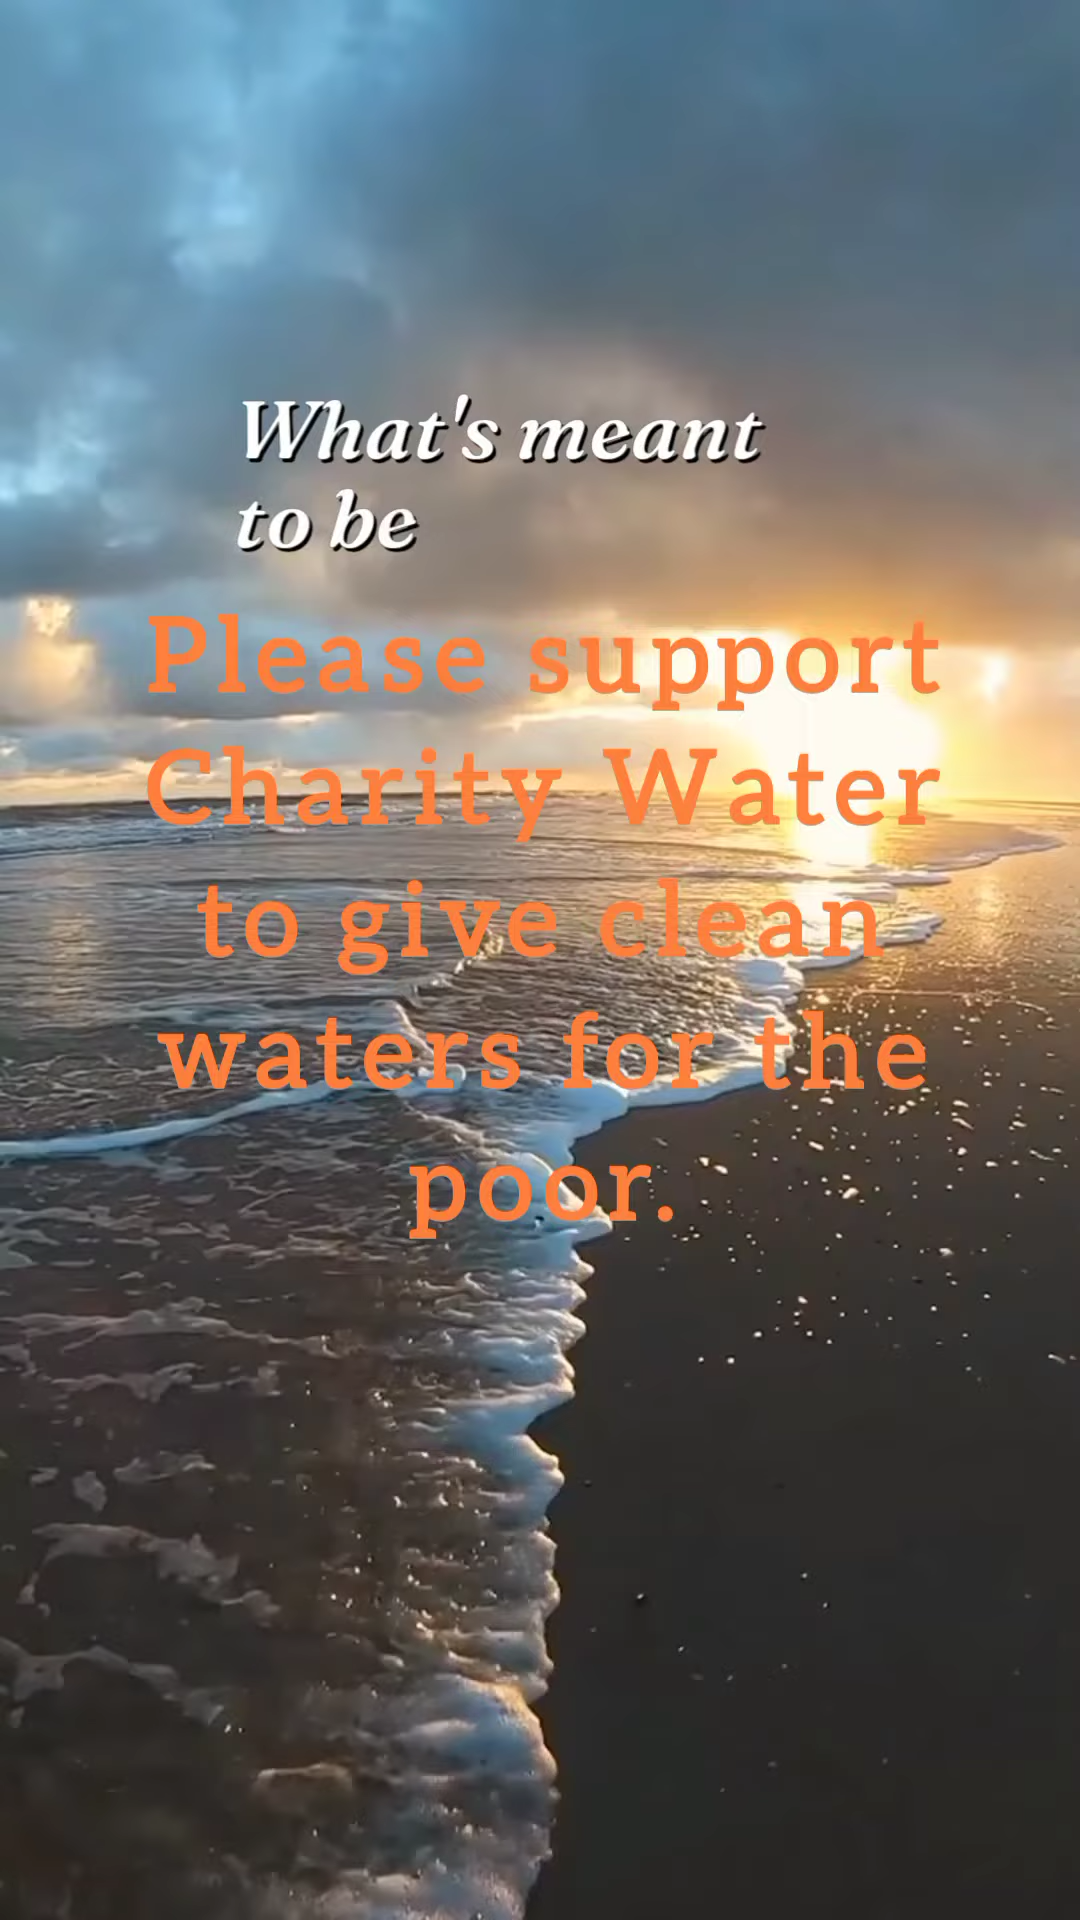 What's meant
to be
Please support
Charity Water
to give clean
waters for the
poor.